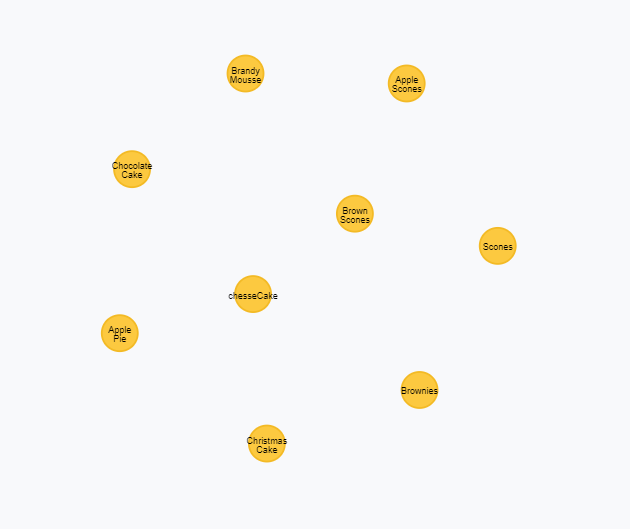 Brandy
Mousse
Apple
Scones
Chocolate
Cake
Brown
Scones
Scones
chesseCake
Apple
Pie
Brownies
Christmas
Cake